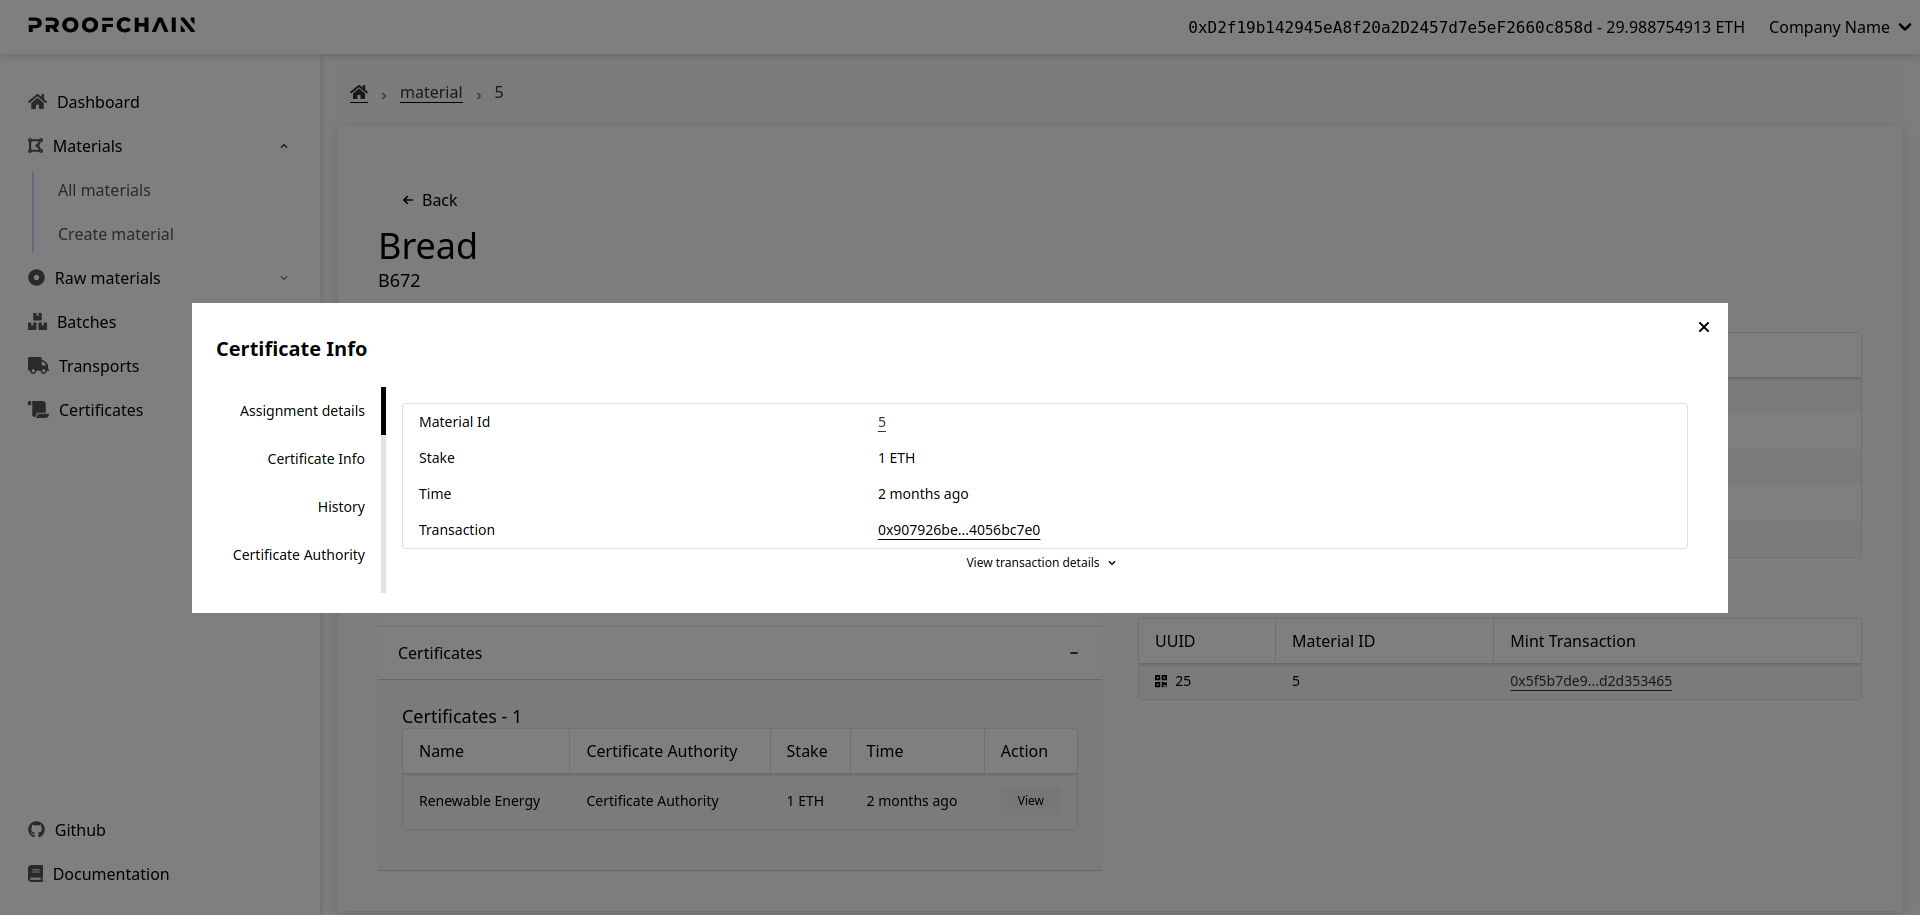 PROOFCHAIN
0xD2f19b142945eA8f20a2D2457d7e5eF2660c858d - 29.988754913 ETH
Company Name
Dashboard
Materials
All materials
Create material
Raw materials
Batches
Transports
Certificates
Github
Documentation
material
5
Back
Bread
B672
Certificate Info
Assignment details
Certificate Info
History
Certificate Authority
Material Id 5
Stake 1 ETH
Time 2 months ago
Transaction 0x907926be...4056bc7e0
View transaction details
Certificates
Certificates - 1
Name Certificate Authority Stake Time Action
Renewable Energy Certificate Authority 1 ETH 2 months ago View
UUID Material ID Mint Transaction
25 5 0x5f5b7de9...d2d353465